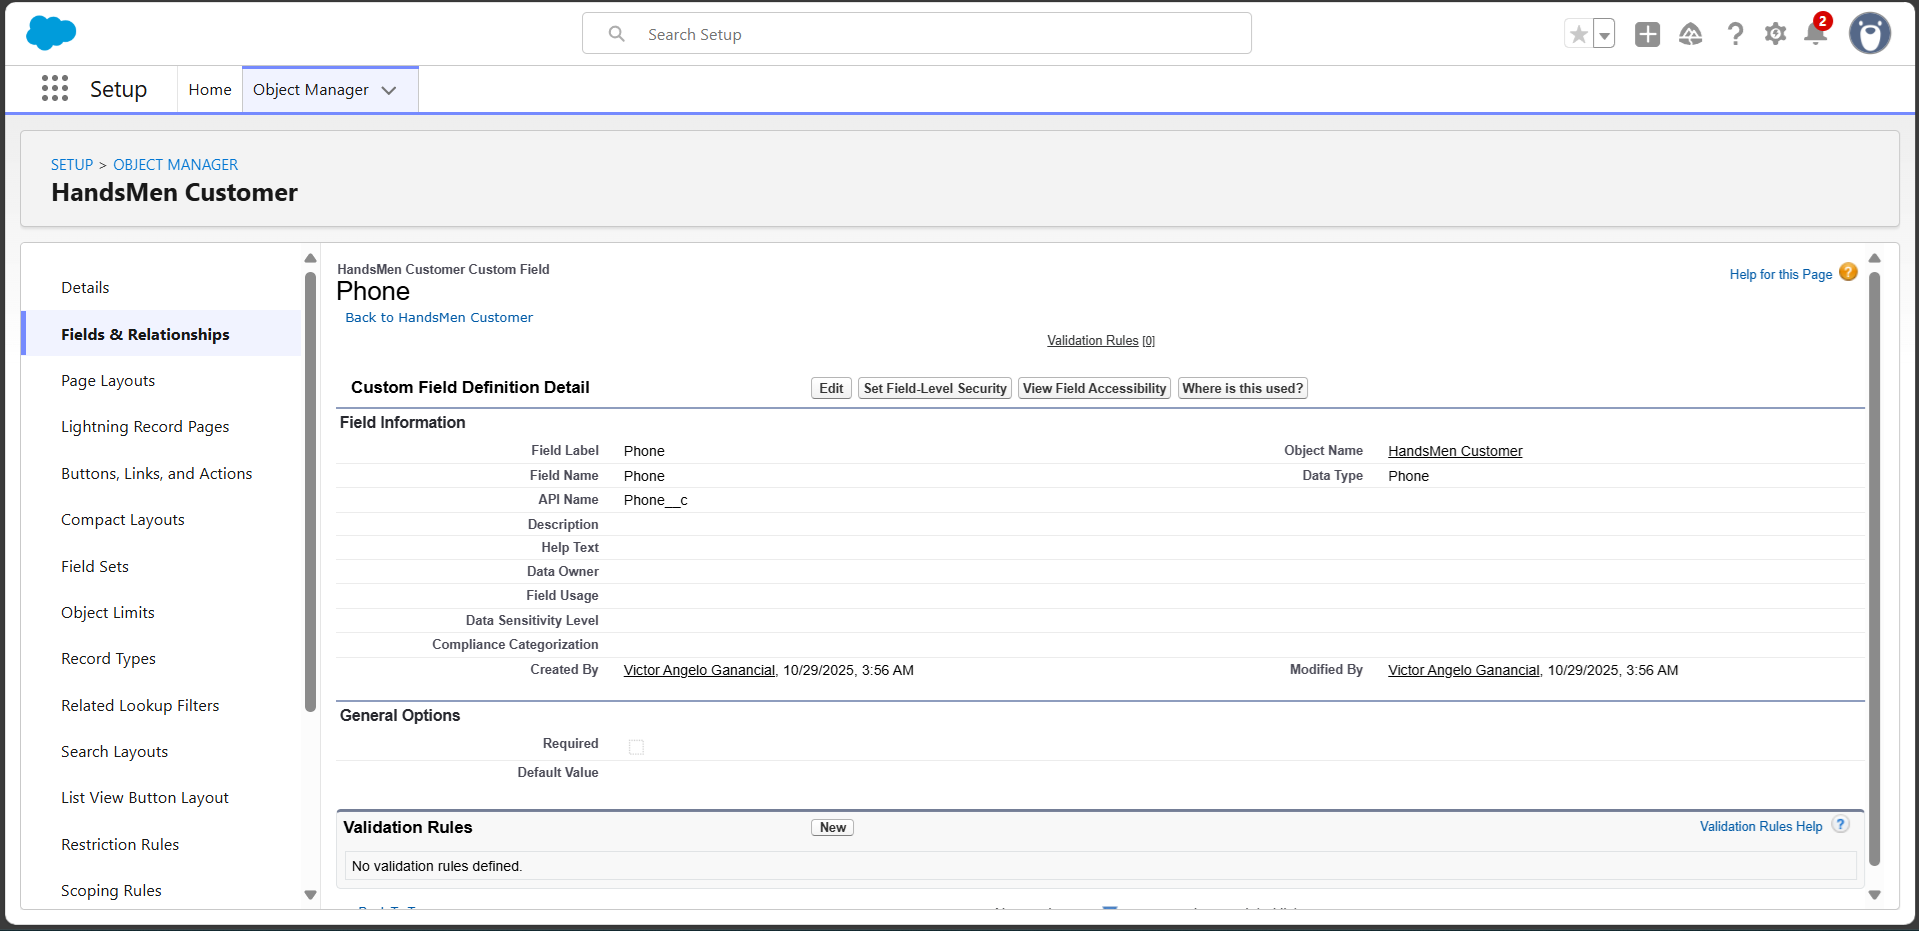 Search Setup
2
Setup
Home
Object Manager
SETUP > OBJECT MANAGER
HandsMen Customer
Details
Fields & Relationships
Page Layouts
Lightning Record Pages
Buttons, Links, and Actions
Compact Layouts
Field Sets
Object Limits
Record Types
Related Lookup Filters
Search Layouts
List View Button Layout
Restriction Rules
Scoping Rules
HandsMen Customer Custom Field
Phone
Help for this Page ?
Back to HandsMen Customer
Validation Rules [0]
Custom Field Definition Detail Edit Set Field-Level Security View Field Accessibility Where is this used?
Field Information
Field Label Phone Object Name HandsMen Customer
Field Name Phone Data Type Phone
API Name Phone__c
Description
Help Text
Data Owner
Field Usage
Data Sensitivity Level
Compliance Categorization
Created By Victor Angelo Ganancial, 10/29/2025, 3:56 AM Modified By Victor Angelo Ganancial, 10/29/2025, 3:56 AM
General Options
Required
Default Value
Validation Rules New Validation Rules Help ?
No validation rules defined.